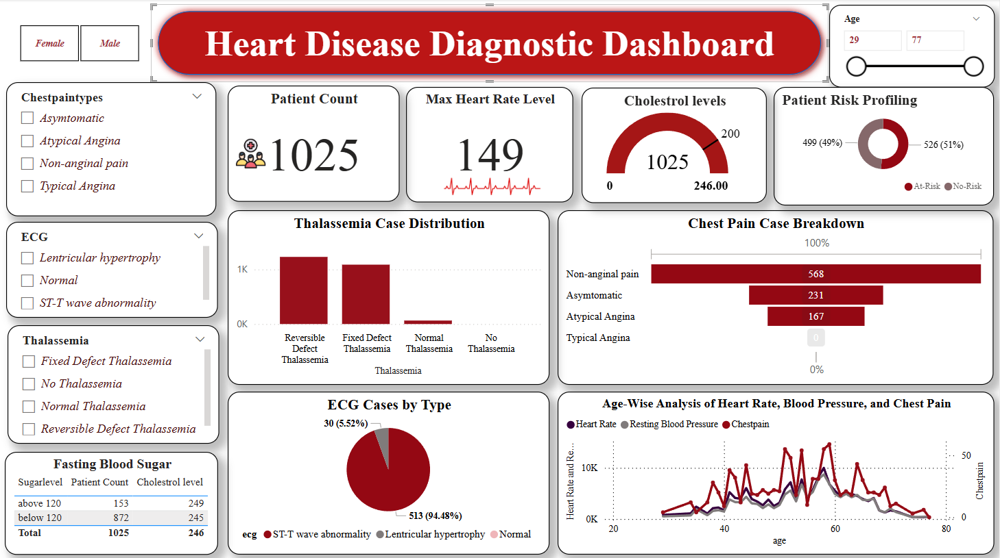 Female
Male
Heart Disease Diagnostic Dashboard
Age
29
77
Chestpaintypes
Asymtomatic
Atypical Angina
Non-anginal pain
Typical Angina
Patient Count
1025
Max Heart Rate Level
149
Cholestrol levels
200
1025
0
246.00
Patient Risk Profiling
499 (49%)
526 (51%)
At-Risk No-Risk
ECG
Lentricular hypertrophy
Normal
ST-T wave abnormality
Thalassemia Case Distribution
1K
0K
Reversible
Defect
Thalassemia
Fixed Defect
Thalassemia
Normal
Thalassemia
No
Thalassemia
Thalassemia
Chest Pain Case Breakdown
100%
Non-anginal pain 568
Asymtomatic 231
Atypical Angina 167
Typical Angina 0
0%
Thalassemia
Fixed Defect Thalassemia
No Thalassemia
Normal Thalassemia
Reversible Defect Thalassemia
Fasting Blood Sugar
Sugarlevel Patient Count Cholestrol level
above 120 153 249
below 120 872 245
Total 1025 246
ECG Cases by Type
30 (5.52%)
513 (94.48%)
ecg ST-T wave abnormality Lentricular hypertrophy Normal
Age-Wise Analysis of Heart Rate, Blood Pressure, and Chest Pain
Heart Rate Resting Blood Pressure Chestpain
Heart Rate and Re...
10K
0K
50
0
Chestpain
20 40 60 80
age